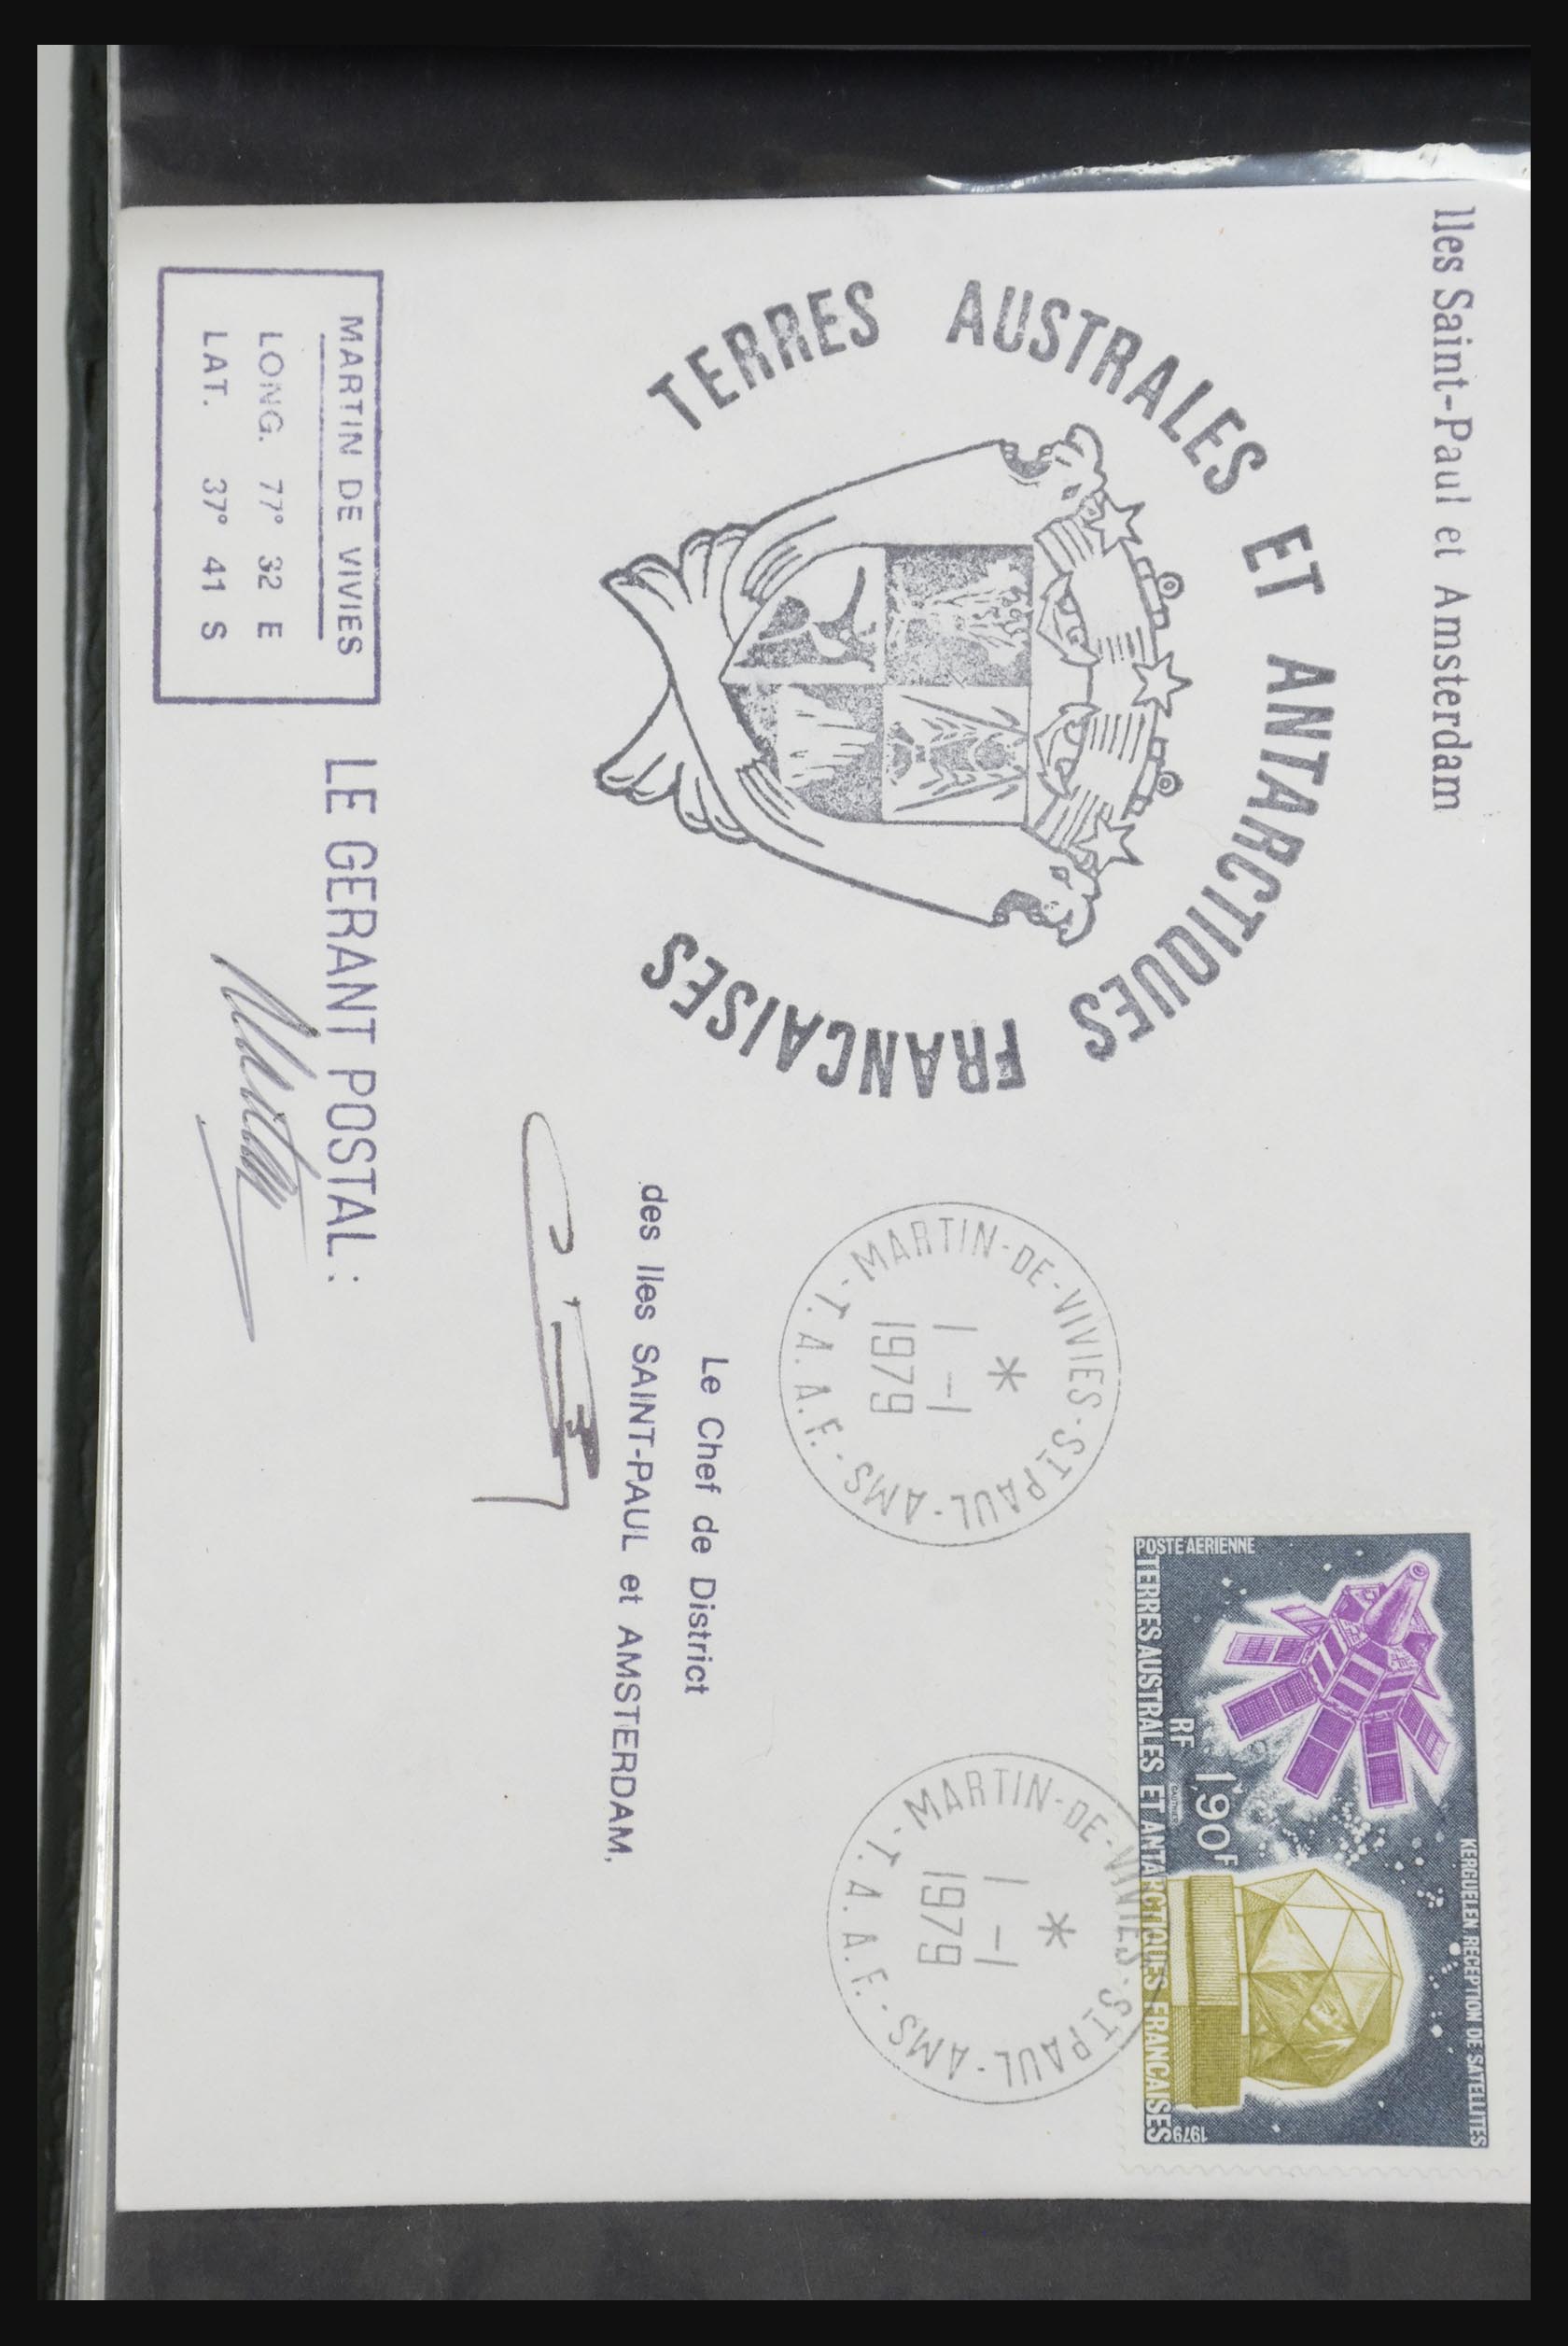 Iles Saint-Paul et Amsterdam
TERRES AUSTRALES ET ANTARCTIQUES FRANCAISES
MARTIN DE VIVIES
LONG. 77° 32 E
LAT. 37° 41 S
LE GERANT POSTAL :
MARTIN-DE-VIVIES-ST PAUL-AMS-T.A.A.F.-
*
1-1
1979
Le Chef de District
des Iles SAINT-PAUL et AMSTERDAM,
MARTIN-DE-VIVIES-ST PAUL-AMS-T.A.A.F.-
*
1-1
1979
KERGUELEN, RECEPTION DE SATELLITES
RF 1,90F
GAUTHIER
POSTE AERIENNE
1979
TERRES AUSTRALES ET ANTARCTIQUES FRANCAISES